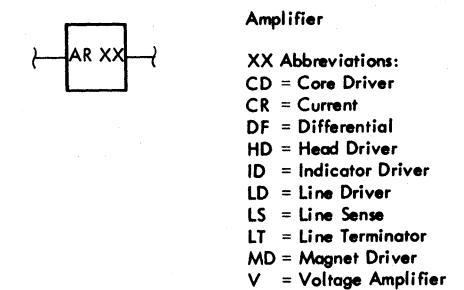 Amplifier
AR XX
XX Abbreviations:
CD = Core Driver
CR = Current
DF = Differential
HD = Head Driver
ID = Indicator Driver
LD = Line Driver
LS = Line Sense
LT = Line Terminator
MD = Magnet Driver
V = Voltage Amplifier